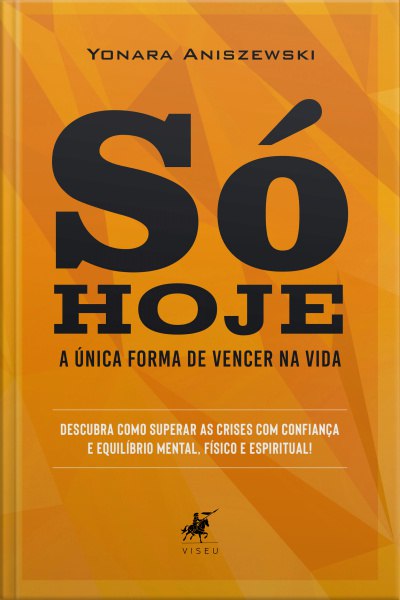 Yonara Aniszewski
Só
HOJE
A ÚNICA FORMA DE VENCER NA VIDA
DESCUBRA COMO SUPERAR AS CRISES COM CONFIANÇA
E EQUILÍBRIO MENTAL, FÍSICO E ESPIRITUAL!
VISEU